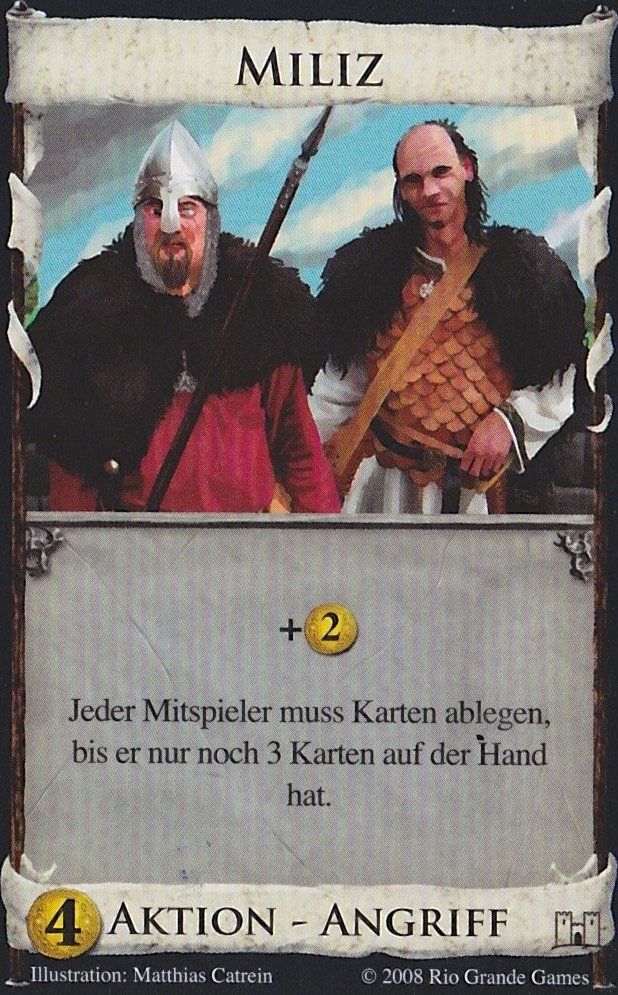 MILIZ
+2
Jeder Mitspieler muss Karten ablegen,
bis er nur noch 3 Karten auf der Hand
hat.
4 AKTION - ANGRIFF
Illustration: Matthias Catrein © 2008 Rio Grande Games